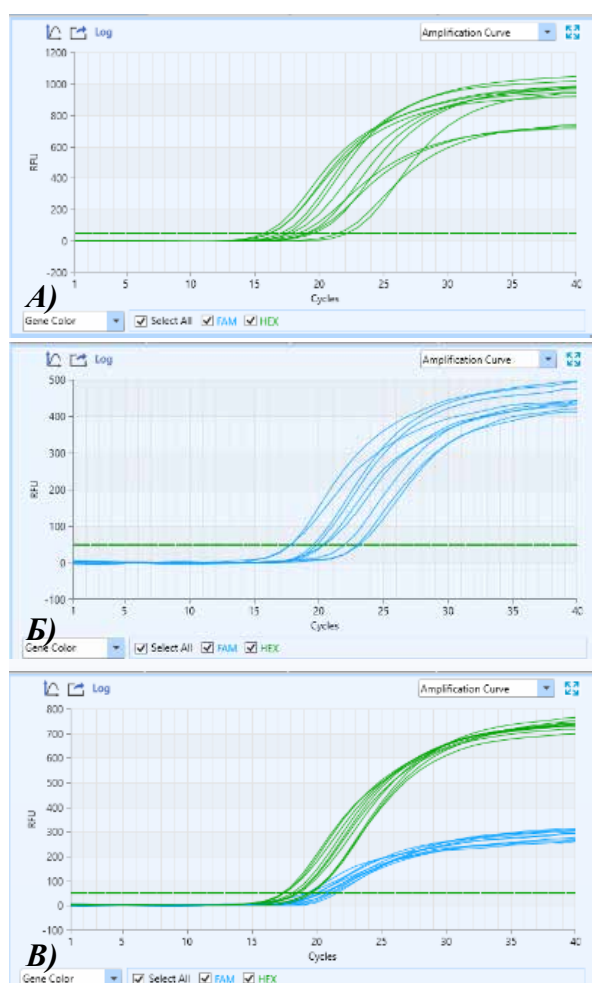 Log Amplification Curve
1200
1000
800
600
400
200
0
-200
RFU
1 5 10 15 20 25 30 35 40
Cycles
А)
Gene Color Select All FAM HEX
Log Amplification Curve
500
400
300
200
100
0
-100
RFU
1 5 10 15 20 25 30 35 40
Cycles
Б)
Gene Color Select All FAM HEX
Log Amplification Curve
800
700
600
500
400
300
200
100
0
-100
RFU
1 5 10 15 20 25 30 35 40
Cycles
В)
Gene Color Select All FAM HEX